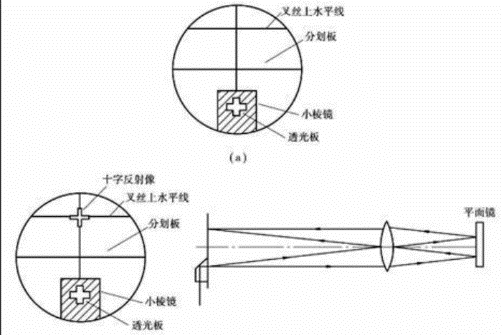 叉丝上水平线
分划板
小棱镜
透光板
(a)
十字反射像
叉丝上水平线
分划板
小棱镜
透光板
平面镜